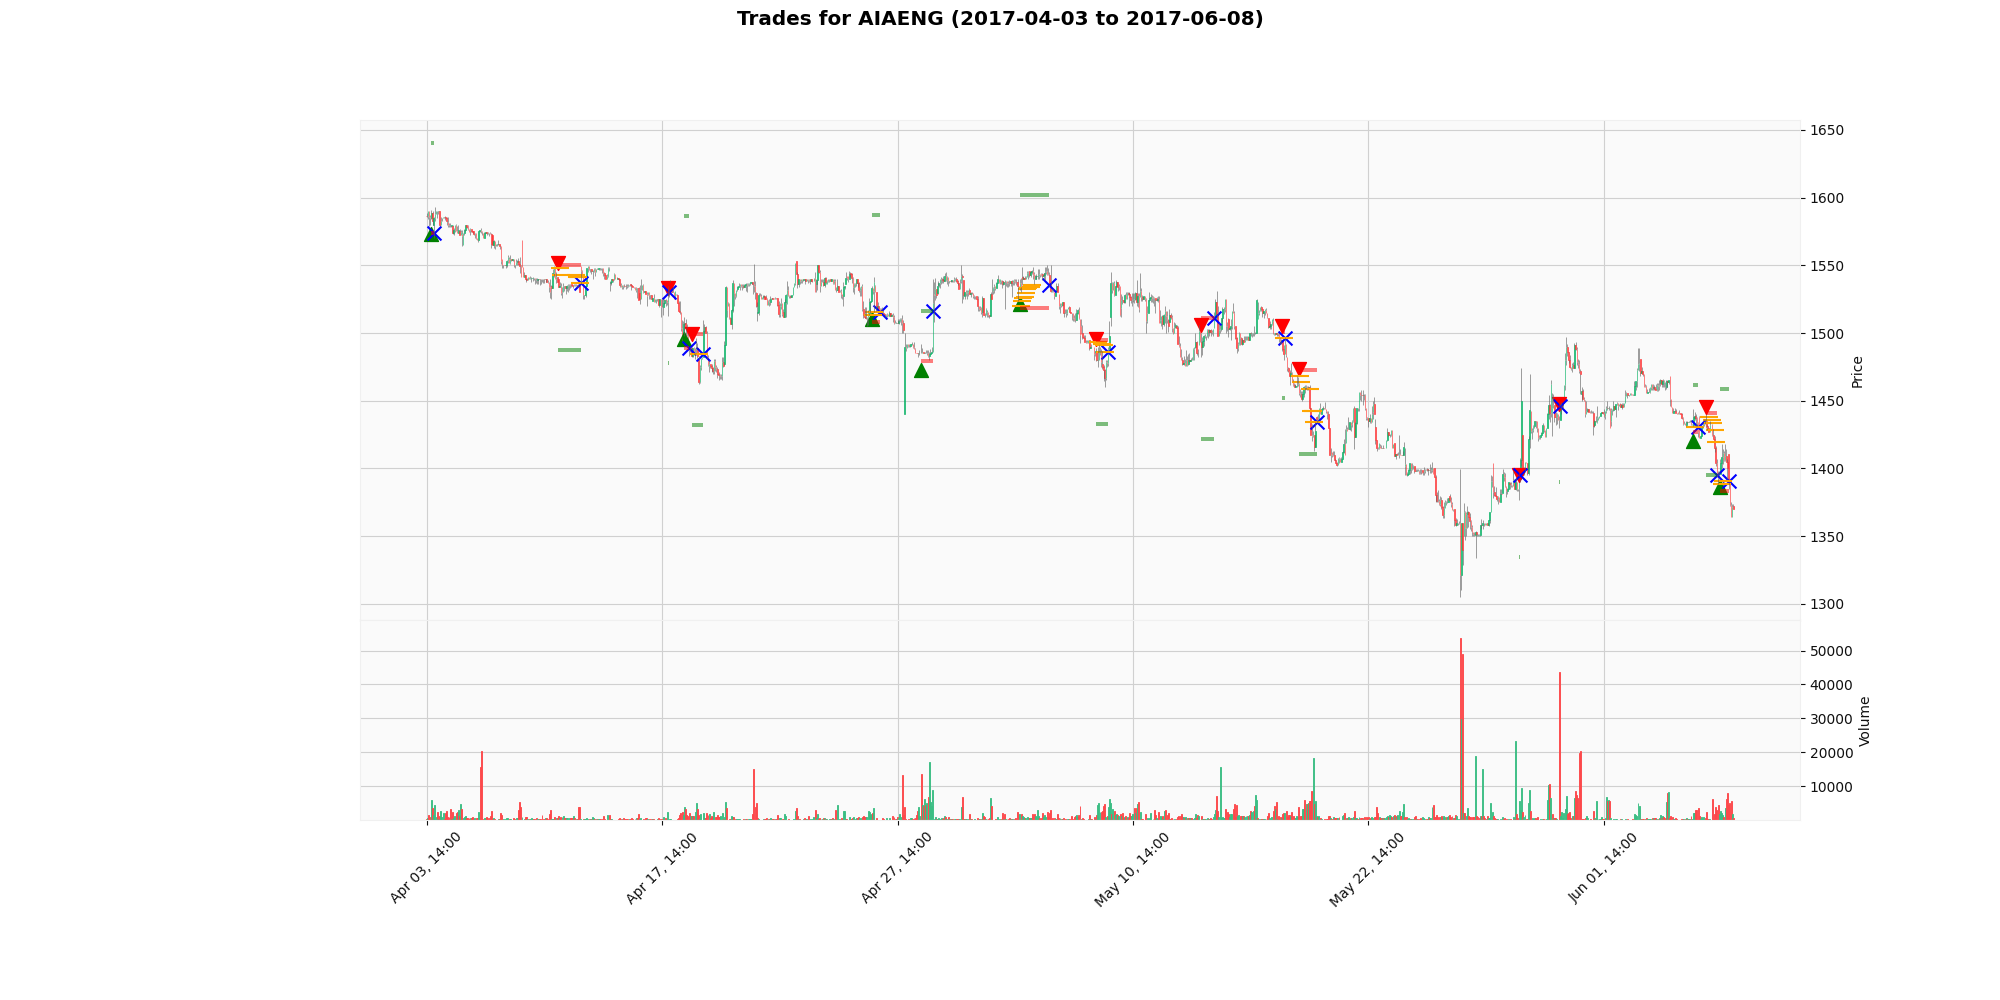 Trades for AIAENG (2017-04-03 to 2017-06-08)
1650
1600
1550
1500
1450
1400
1350
1300
Price
50000
40000
30000
20000
10000
Volume
Apr 03, 14:00
Apr 17, 14:00
Apr 27, 14:00
May 10, 14:00
May 22, 14:00
Jun 01, 14:00